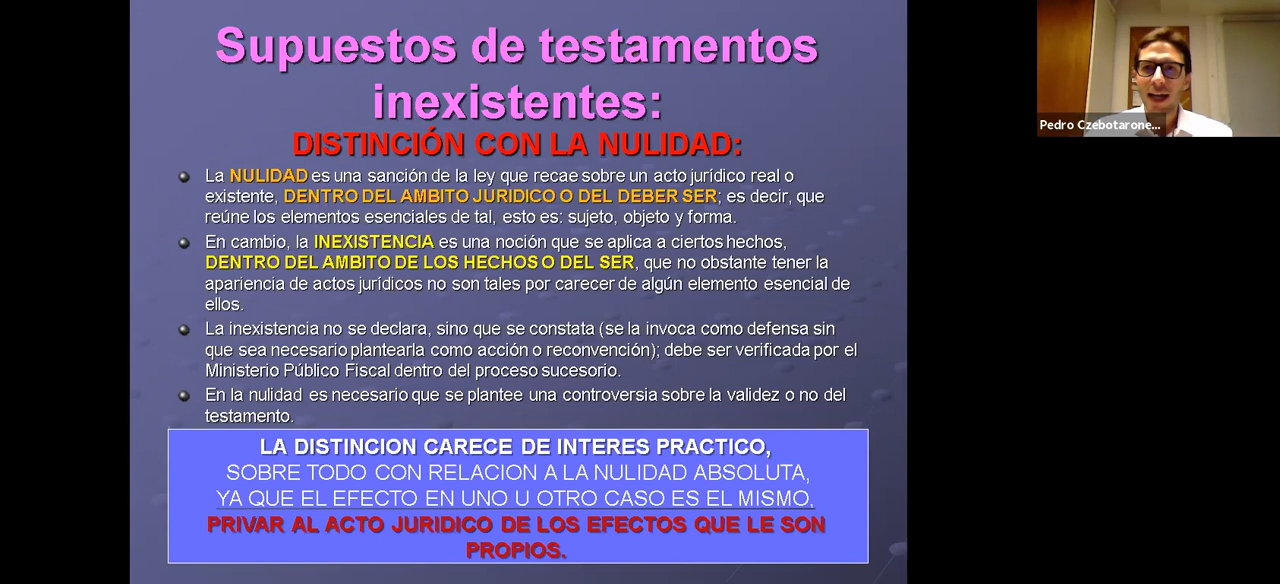 Supuestos de testamentos
inexistentes:
DISTINCIÓN CON LA NULIDAD:
La NULIDAD es una sanción de la ley que recae sobre un acto jurídico real o
existente, DENTRO DEL AMBITO JURIDICO O DEL DEBER SER; es decir, que
reúne los elementos esenciales de tal, esto es: sujeto, objeto y forma.
En cambio, la INEXISTENCIA es una noción que se aplica a ciertos hechos,
DENTRO DEL AMBITO DE LOS HECHOS O DEL SER, que no obstante tener la
apariencia de actos jurídicos no son tales por carecer de algún elemento esencial de
ellos.
La inexistencia no se declara, sino que se constata (se la invoca como defensa sin
que sea necesario plantearla como acción o reconvención); debe ser verificada por el
Ministerio Público Fiscal dentro del proceso sucesorio.
En la nulidad es necesario que se plantee una controversia sobre la validez o no del
testamento.
LA DISTINCION CARECE DE INTERES PRACTICO,
SOBRE TODO CON RELACION A LA NULIDAD ABSOLUTA,
YA QUE EL EFECTO EN UNO U OTRO CASO ES EL MISMO,
PRIVAR AL ACTO JURIDICO DE LOS EFECTOS QUE LE SON
PROPIOS.
Pedro Czebotarone...